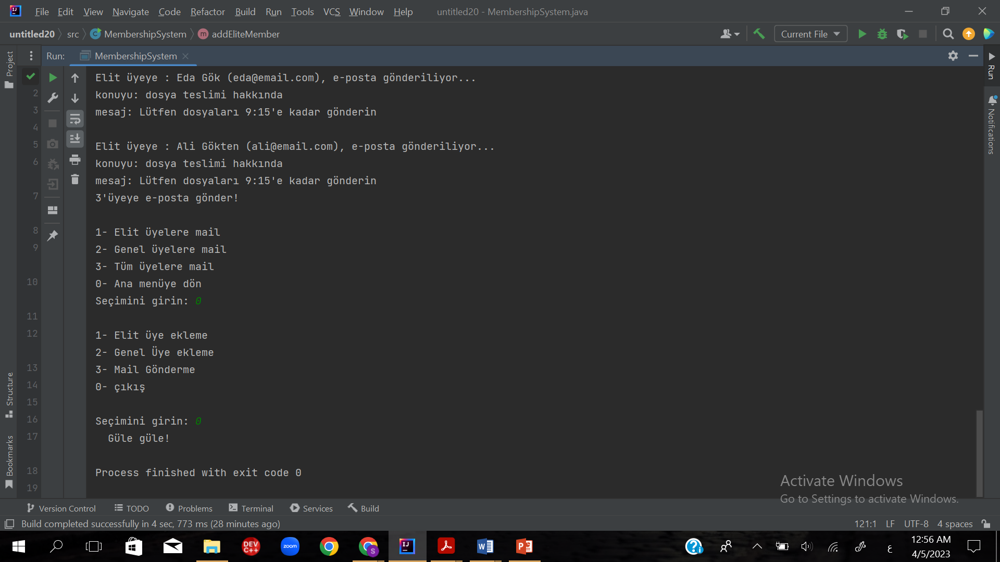 File Edit View Navigate Code Refactor Build Run Tools VCS Window Help untitled20 - MembershipSystem.java
untitled20 src MembershipSystem addEliteMember Current File
Run: MembershipSystem
Project
Run
Notifications
Structure
Bookmarks
Elit üyeye : Eda Gök (eda@email.com), e-posta gönderiliyor...
2 konuyu: dosya teslimi hakkında
3 mesaj: Lütfen dosyaları 9:15'e kadar gönderin
4
5 Elit üyeye : Ali Gökten (ali@email.com), e-posta gönderiliyor...
6 konuyu: dosya teslimi hakkında
mesaj: Lütfen dosyaları 9:15'e kadar gönderin
7 3'üyeye e-posta gönder!
8 1- Elit üyelere mail
9 2- Genel üyelere mail
3- Tüm üyelere mail
10 0- Ana menüye dön
Seçimini girin: 0
11
12 1- Elit üye ekleme
2- Genel Üye ekleme
13 3- Mail Gönderme
14 0- çıkış
15
16 Seçimini girin: 0
17 Güle güle!
18 Process finished with exit code 0
19
Activate Windows
Go to Settings to activate Windows.
Version Control TODO Problems Terminal Services Build
Build completed successfully in 4 sec, 773 ms (28 minutes ago) 121:1 LF UTF-8 4 spaces
DEV C++ zoom S IJ W P ع 12:56 AM
4/5/2023